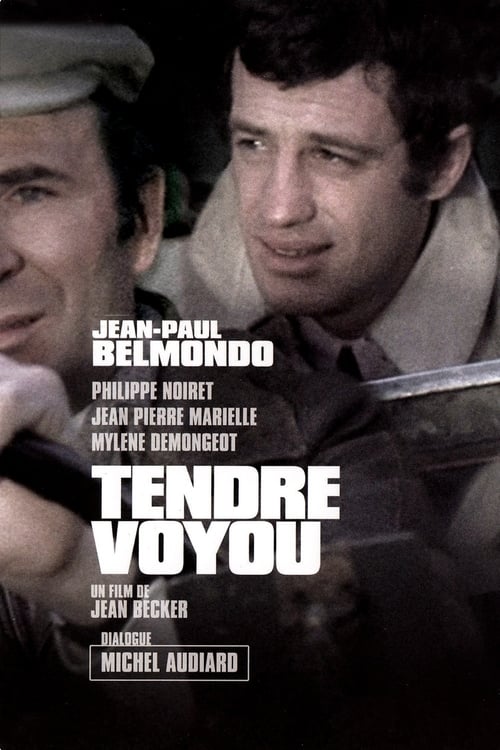 JEAN-PAUL
BELMONDO
PHILIPPE NOIRET
JEAN PIERRE MARIELLE
MYLENE DEMONGEOT
TENDRE
VOYOU
UN FILM DE
JEAN BECKER
DIALOGUE
MICHEL AUDIARD